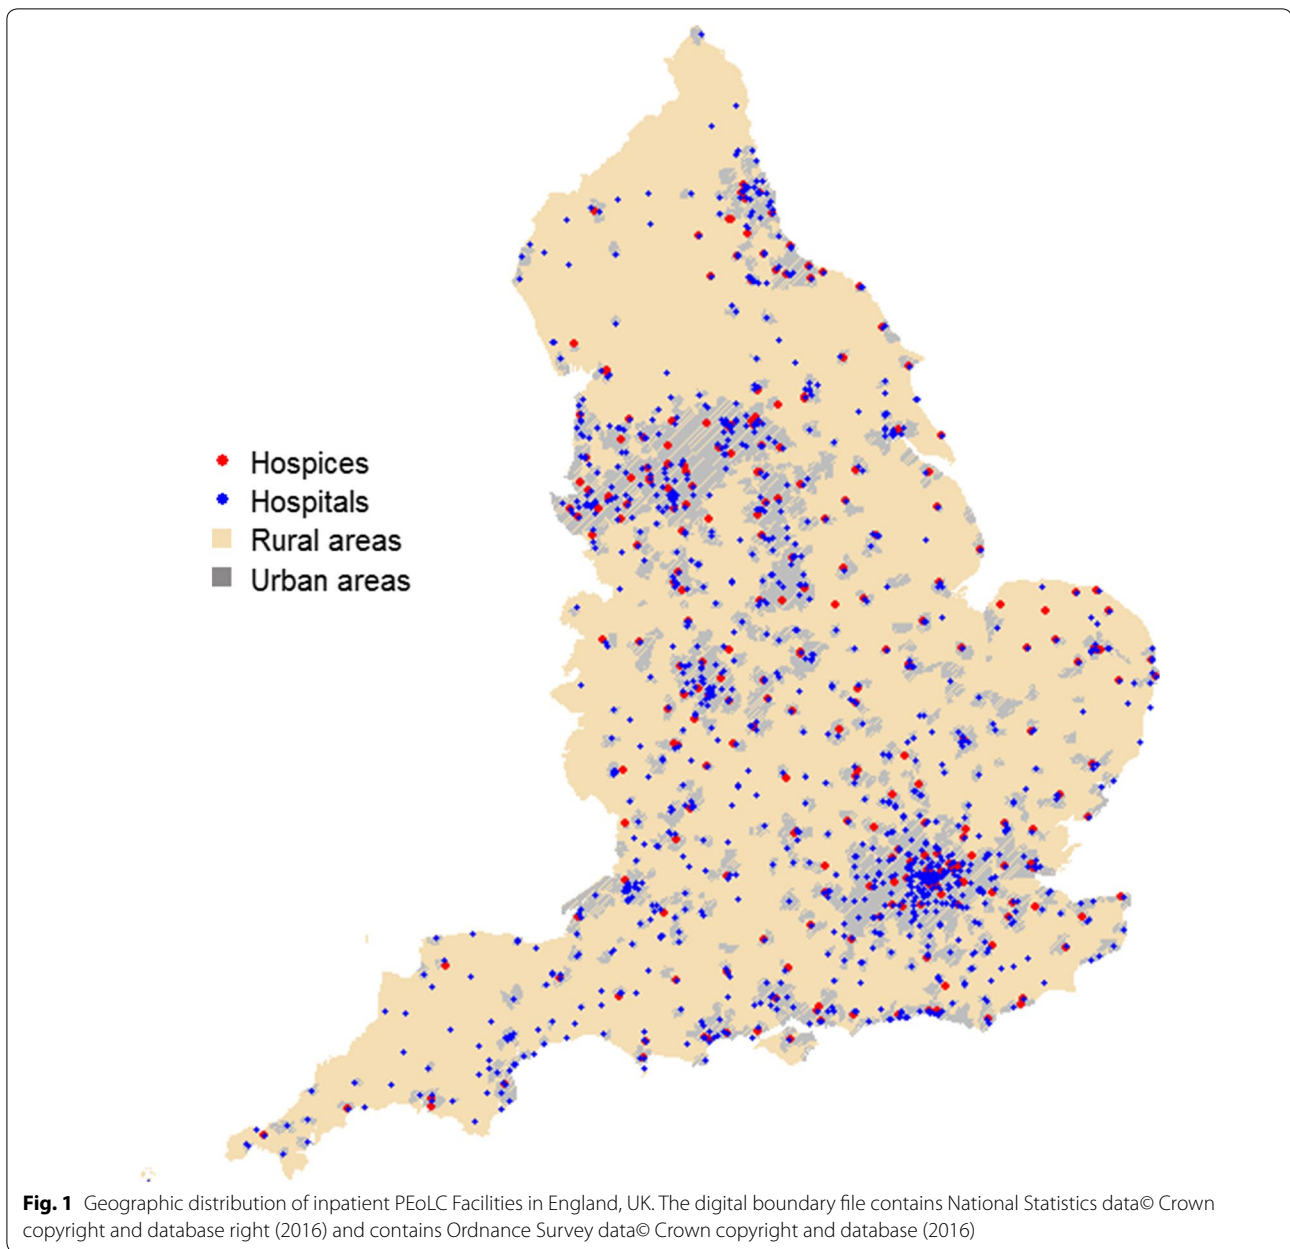 Hospices
Hospitals
Rural areas
Urban areas
Fig. 1 Geographic distribution of inpatient PEoLC Facilities in England, UK. The digital boundary file contains National Statistics data© Crown
copyright and database right (2016) and contains Ordnance Survey data© Crown copyright and database (2016)